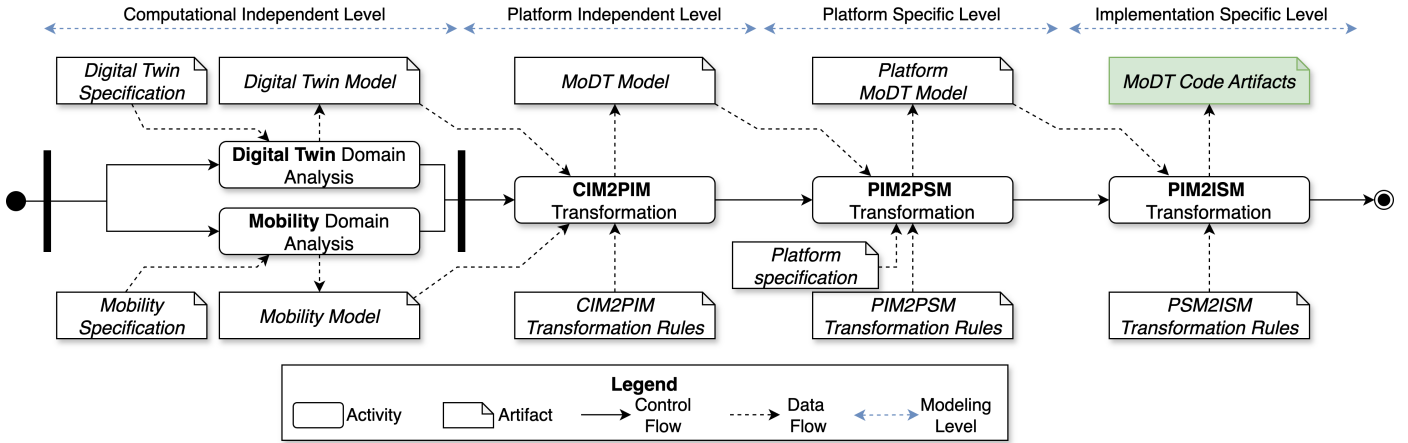 Computational Independent Level
Platform Independent Level
Platform Specific Level
Implementation Specific Level
Digital Twin
Specification
Digital Twin Model
MoDT Model
Platform
MoDT Model
MoDT Code Artifacts
Digital Twin Domain
Analysis
Mobility Domain
Analysis
CIM2PIM
Transformation
PIM2PSM
Transformation
PIM2ISM
Transformation
Platform
specification
Mobility
Specification
Mobility Model
CIM2PIM
Transformation Rules
PIM2PSM
Transformation Rules
PSM2ISM
Transformation Rules
Legend
Activity
Artifact
Control
Flow
Data
Flow
Modeling
Level